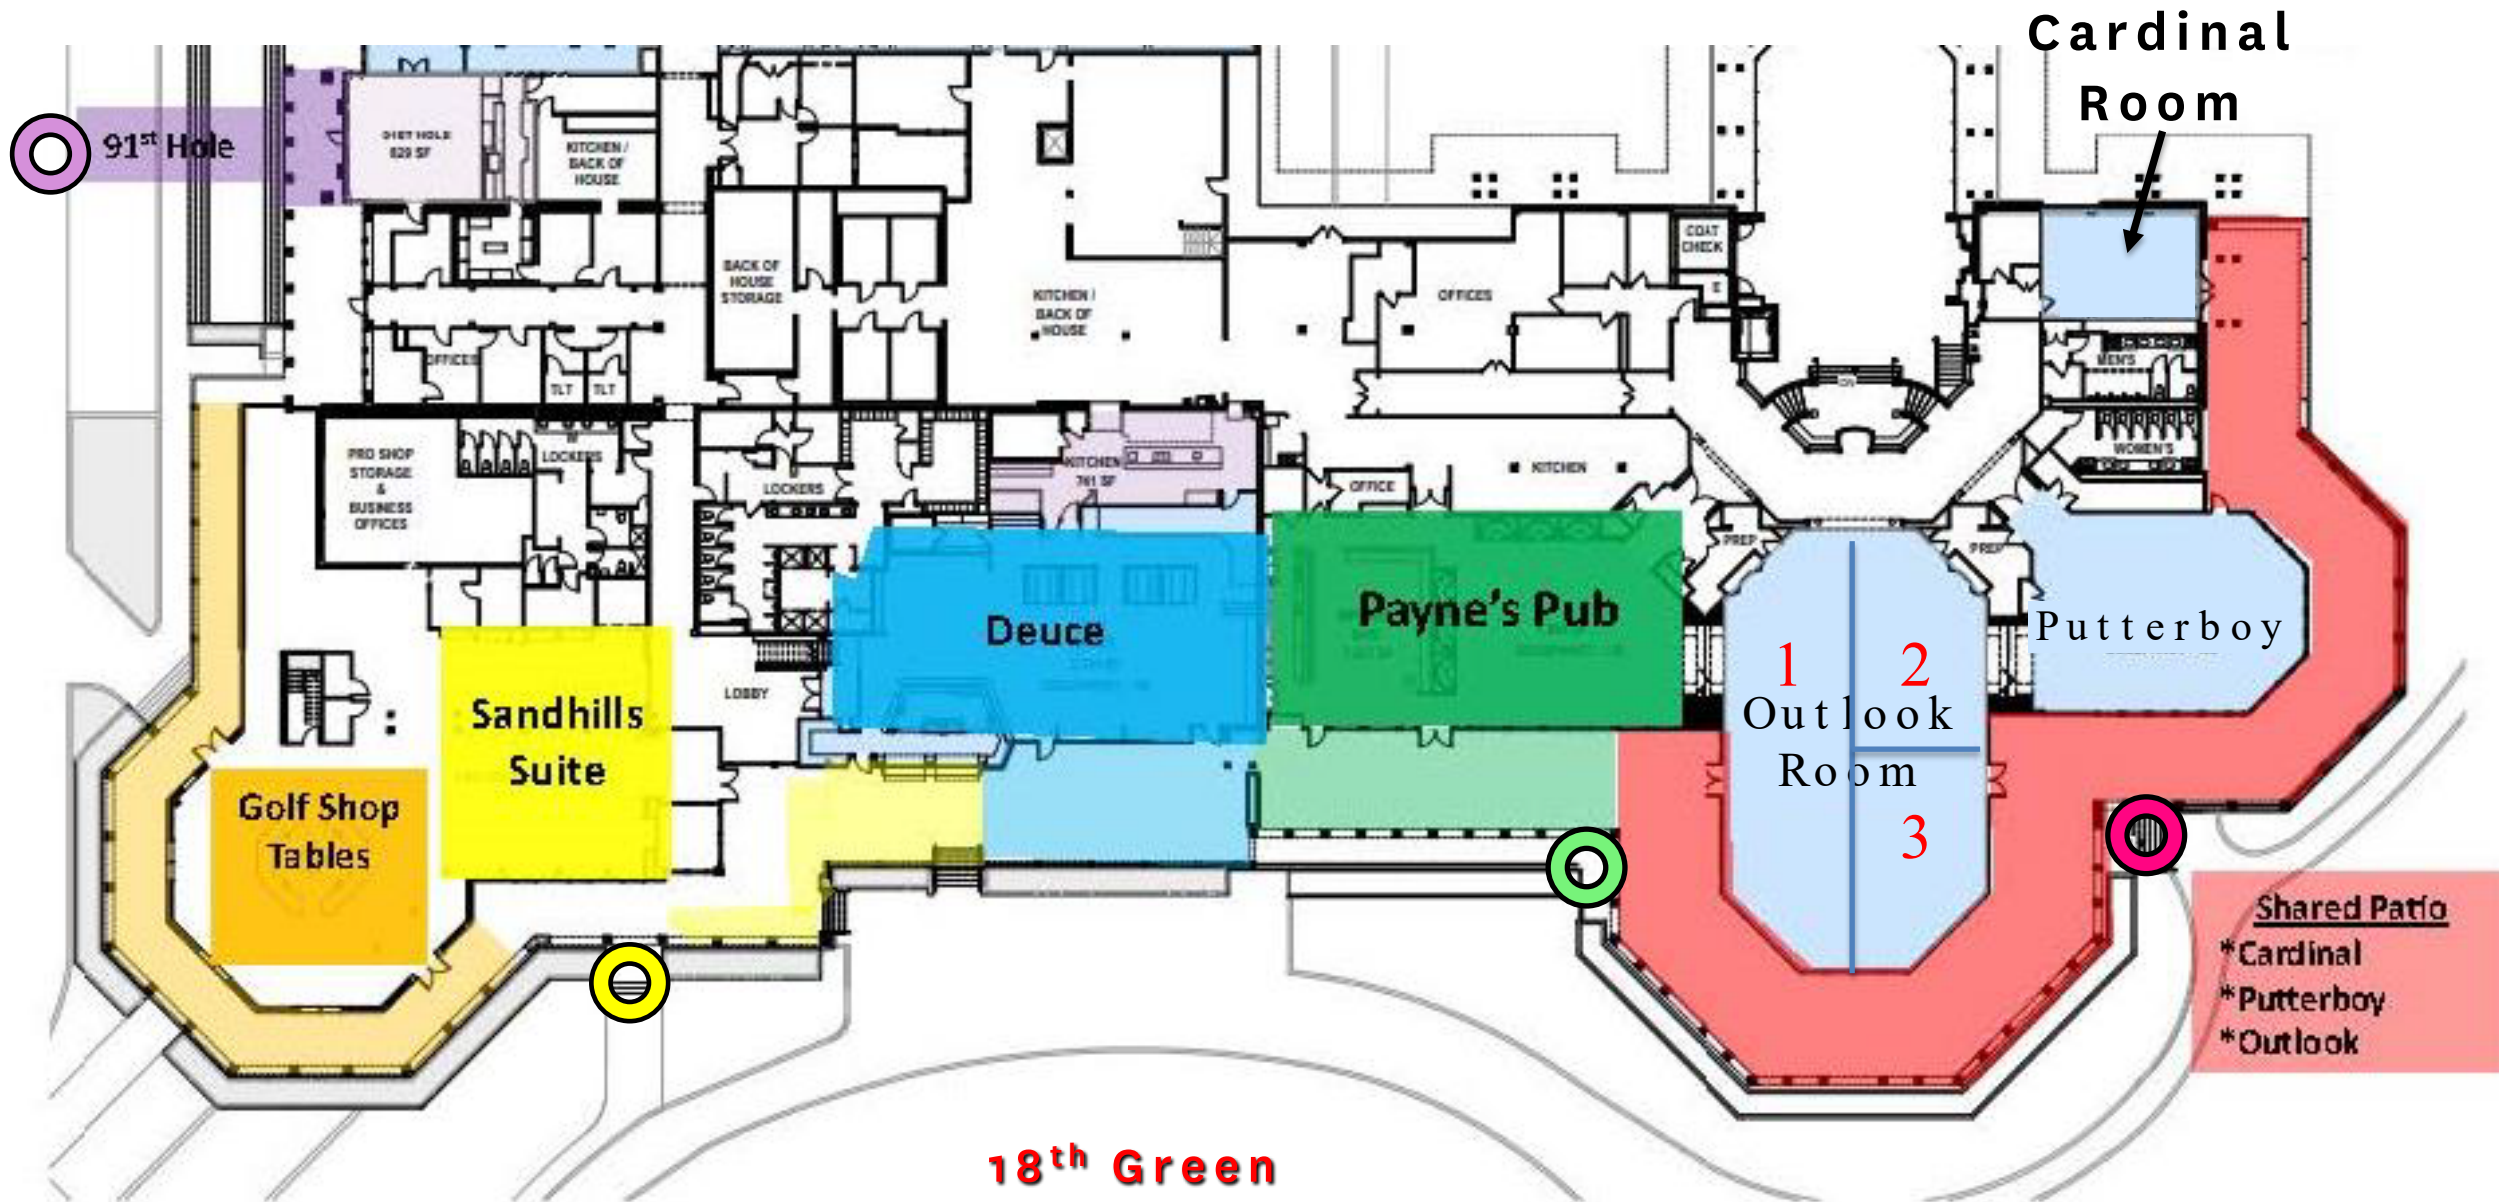 Cardinal
Room
91st Hole
91ST HOLE
829 SF
KITCHEN /
BACK OF
HOUSE
BACK OF
HOUSE
STORAGE
KITCHEN /
BACK OF
HOUSE
OFFICES
COAT
CHECK
E
OFFICES
TLT
TLT
MEN'S
WOMEN'S
PRO SHOP
STORAGE
&
BUSINESS
OFFICES
W
LOCKERS
LOCKERS
KITCHEN
761 SF
OFFICE
KITCHEN
PREP
PREP
Deuce
Payne's Pub
Putterboy
1
2
Outlook
Room
3
LOBBY
Sandhills
Suite
Golf Shop
Tables
Shared Patio
*Cardinal
*Putterboy
*Outlook
18th Green